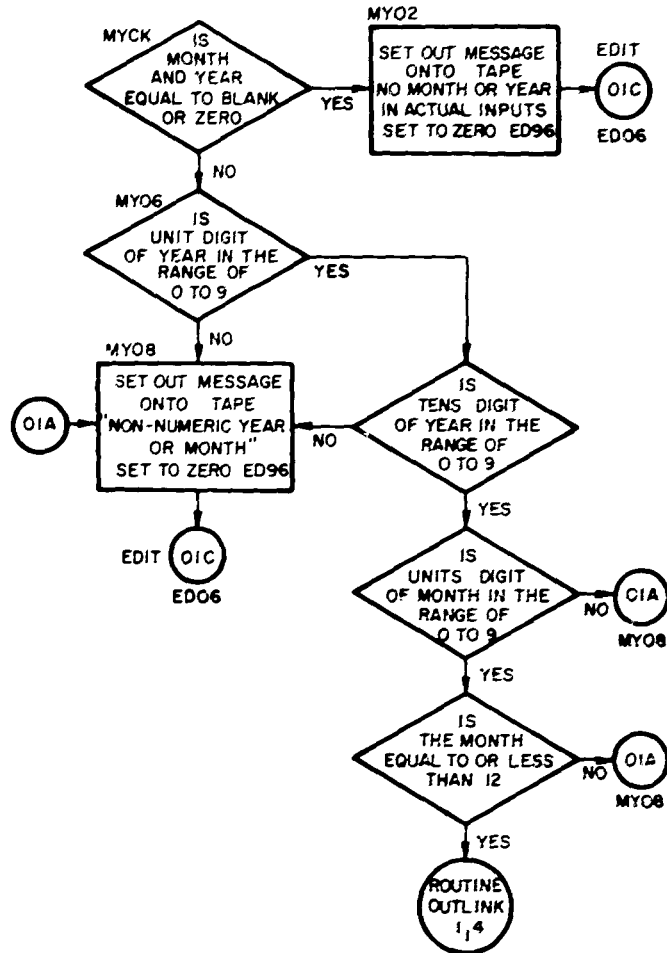 MYCK
IS
MONTH
AND YEAR
EQUAL TO BLANK
OR ZERO
YES
NO
MY02
SET OUT MESSAGE
ONTO TAPE
NO MONTH OR YEAR
IN ACTUAL INPUTS
SET TO ZERO ED96
EDIT
01C
ED06
MY06
IS
UNIT DIGIT
OF YEAR IN THE
RANGE OF
0 TO 9
YES
NO
MY08
SET OUT MESSAGE
ONTO TAPE
"NON-NUMERIC YEAR
OR MONTH"
SET TO ZERO ED96
01A
EDIT
01C
ED06
IS
TENS DIGIT
OF YEAR IN THE
RANGE OF
0 TO 9
NO
YES
IS
UNITS DIGIT
OF MONTH IN THE
RANGE OF
0 TO 9
NO
01A
MY08
YES
IS
THE MONTH
EQUAL TO OR LESS
THAN 12
NO
01A
MY08
YES
ROUTINE
OUTLINK
1,4